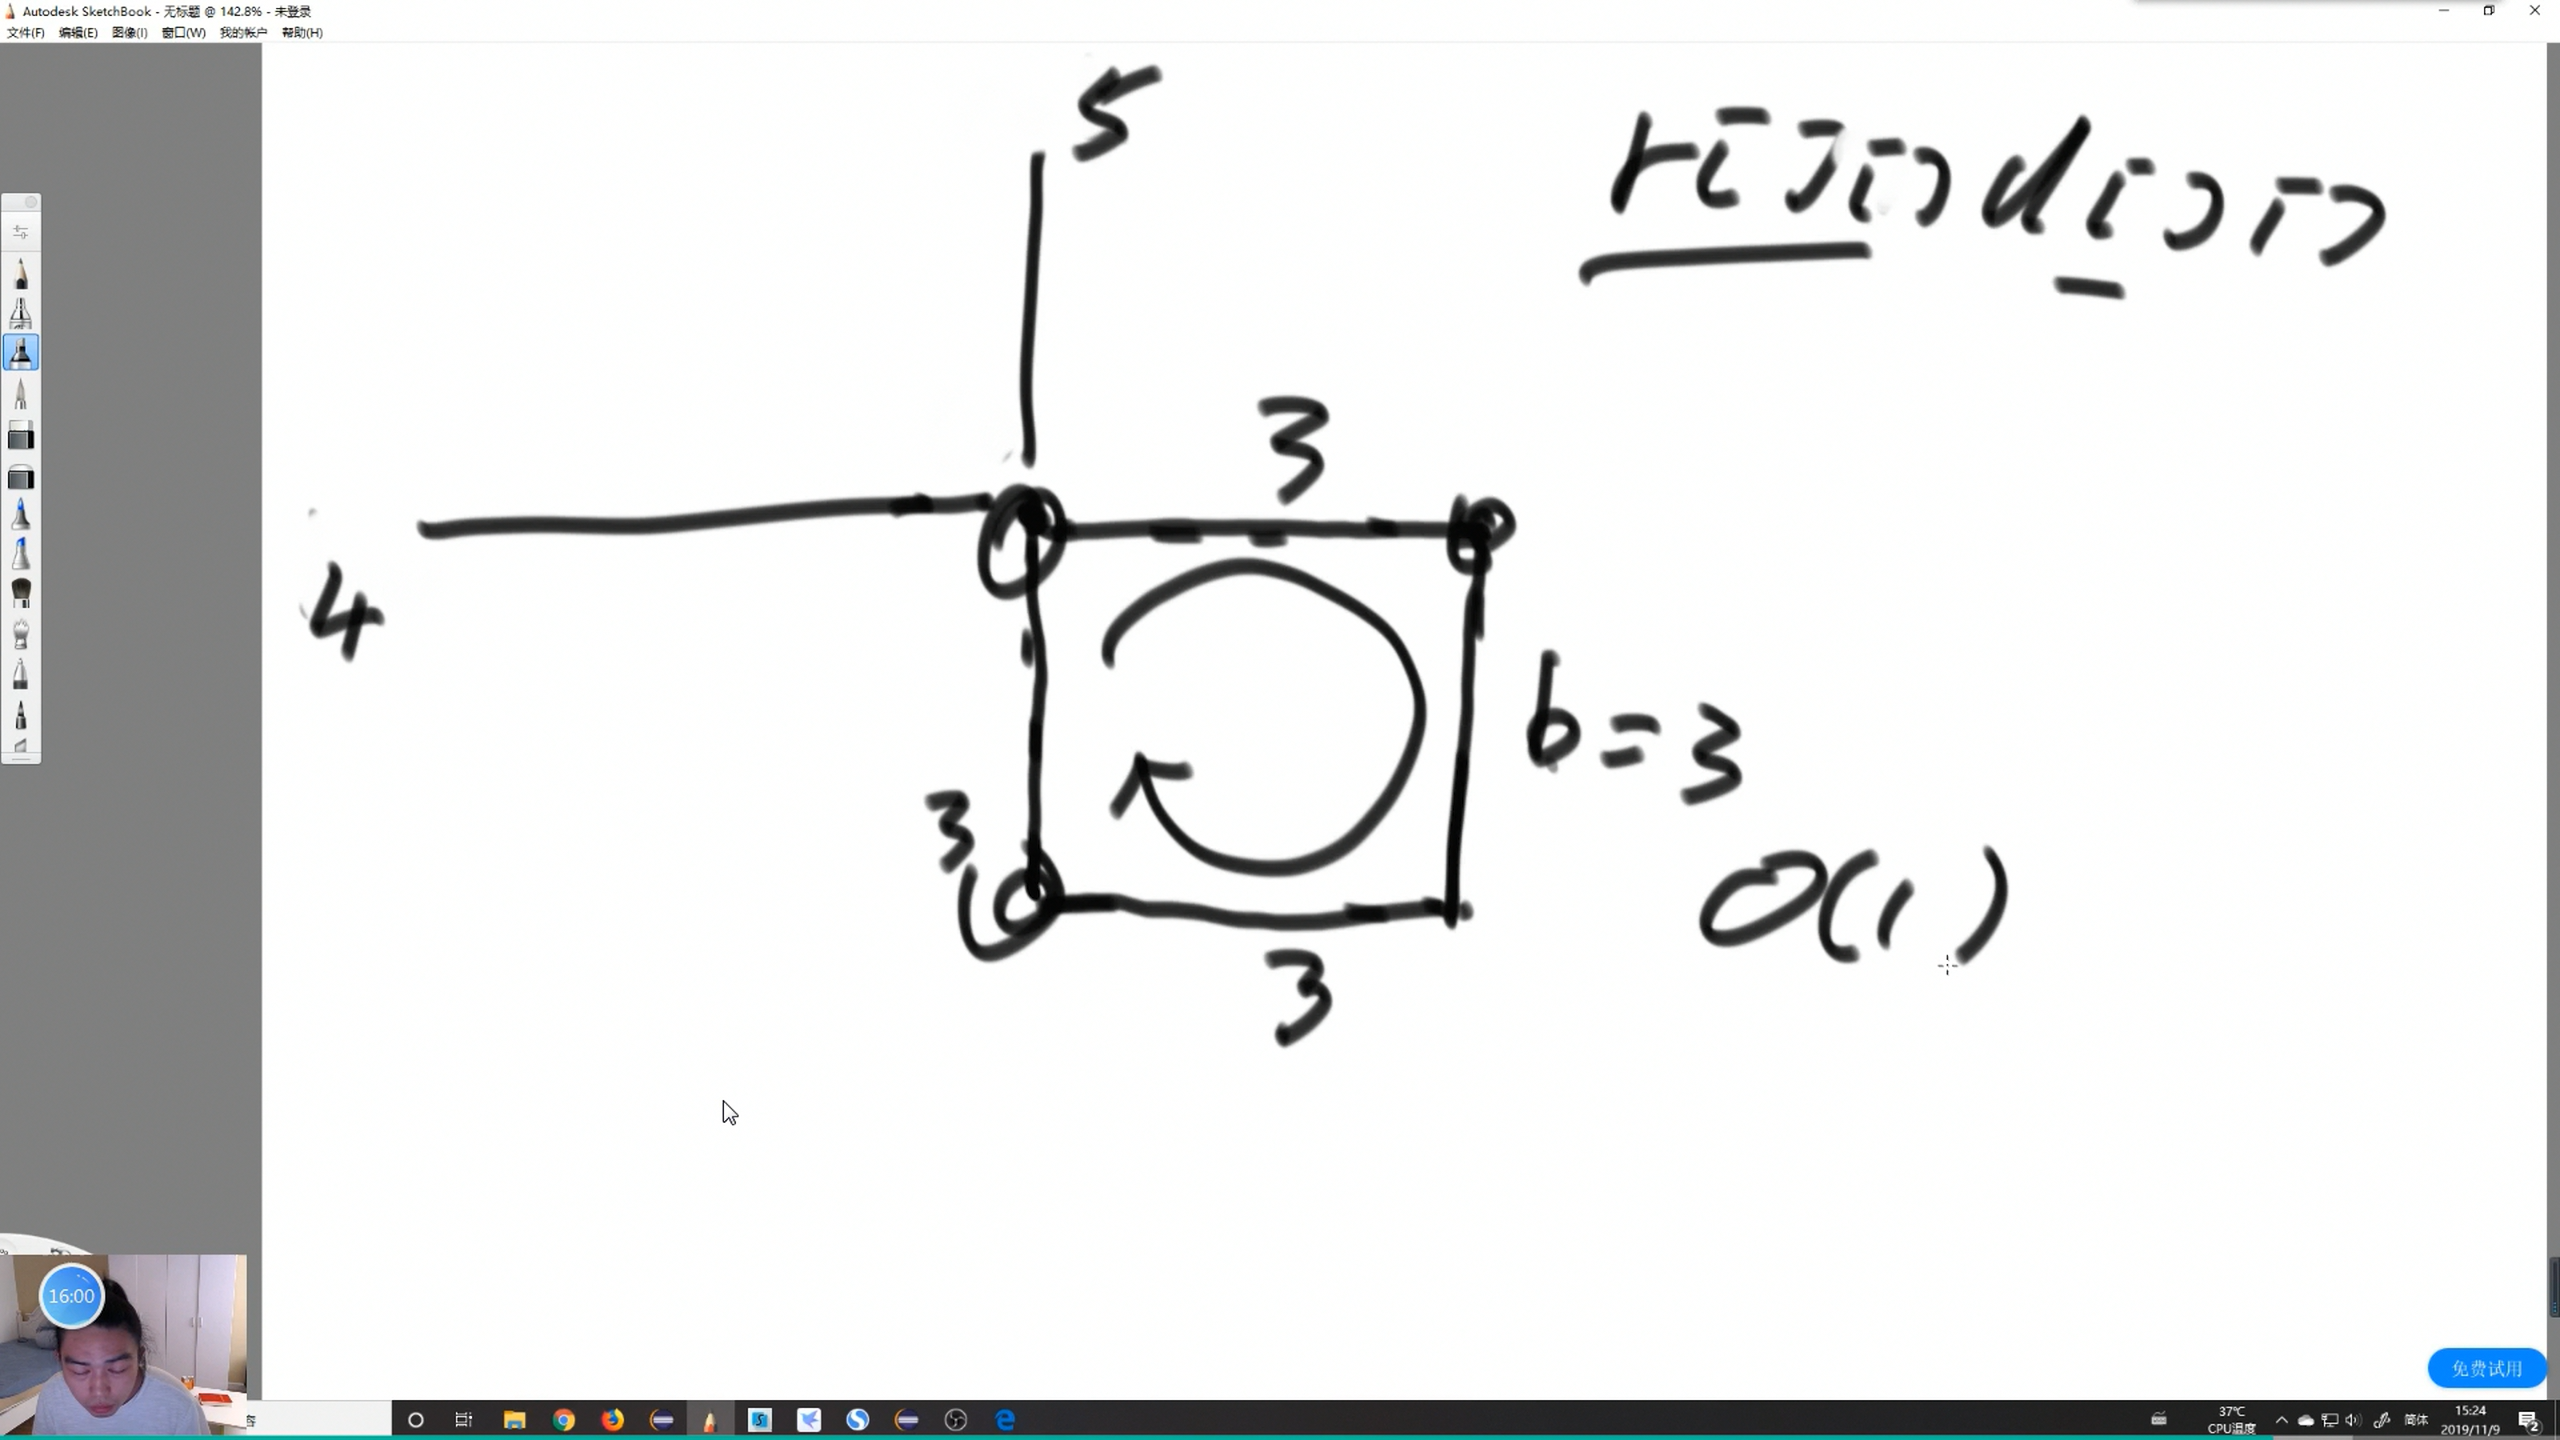 Autodesk SketchBook - 无标题 @ 142.8% - 未登录
文件(F) 编辑(E) 图像(I) 窗口(W) 我的帐户 帮助(H)
5
r[][] d[][]
3
4
b=3
3
O(1)
3
16:00
免费试用
37℃
CPU温度
简体
15:24
2019/11/9
2